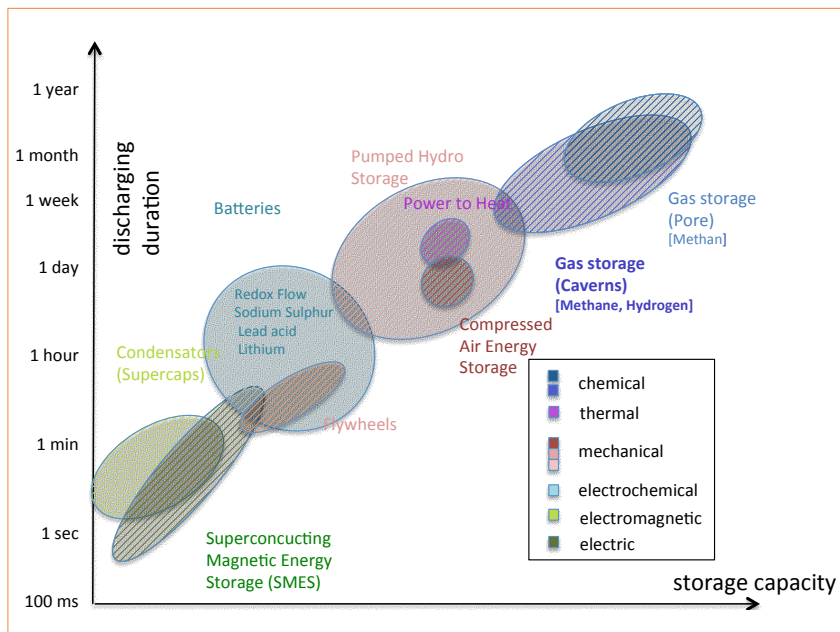 1 year
1 month
1 week
1 day
1 hour
1 min
1 sec
100 ms
discharging
duration
storage capacity
Pumped Hydro
Storage
Power to Heat
Batteries
Redox Flow
Sodium Sulphur
Lead acid
Lithium
Condensators
(Supercaps)
Flywheels
Superconcucting
Magnetic Energy
Storage (SMES)
Compressed
Air Energy
Storage
Gas storage
(Caverns)
[Methane, Hydrogen]
Gas storage
(Pore)
[Methan]
chemical
thermal
mechanical
electrochemical
electromagnetic
electric